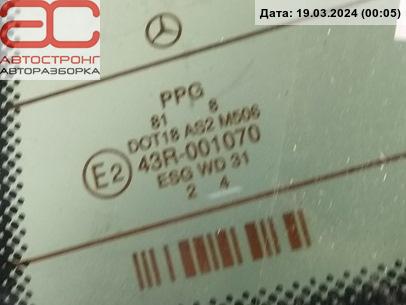 Дата: 19.03.2024 (00:05)
АС
АВТОСТРОНГ
АВТОРАЗБОРКА
PPG
81 8
DOT18 AS2 M506
E2 43R-001070
ESG WD 31
2 4